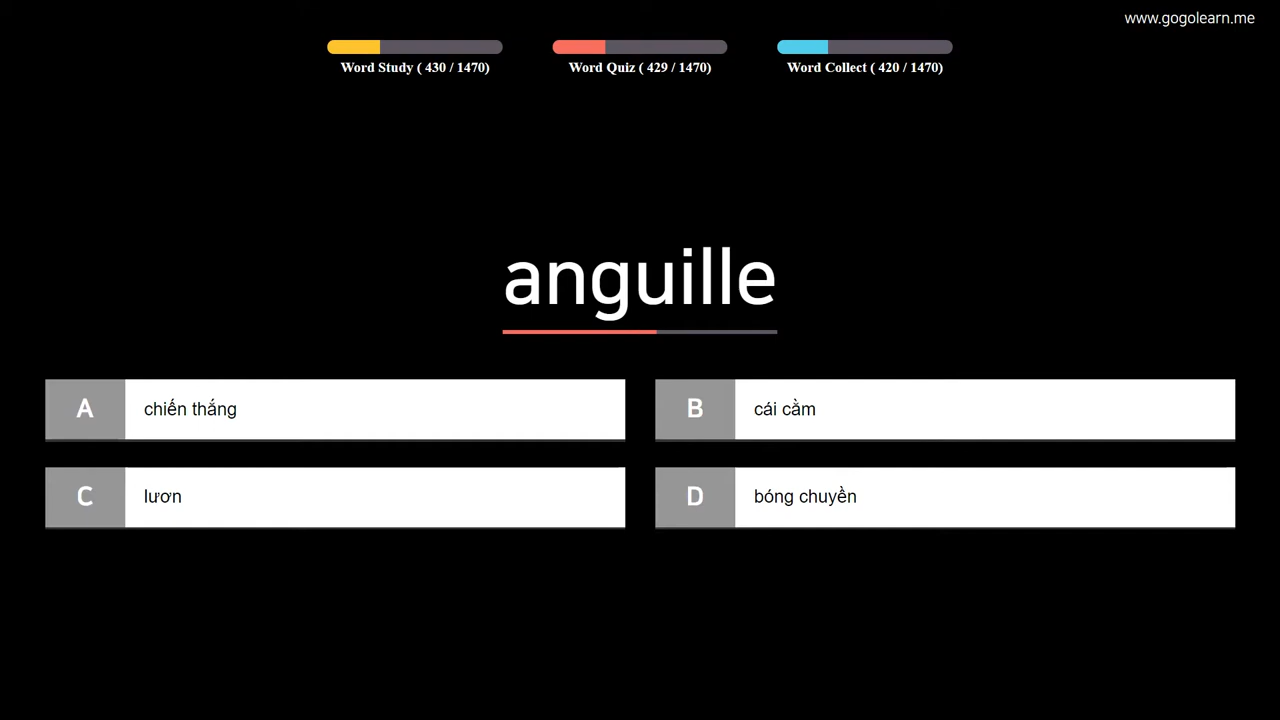 www.gogolearn.me
Word Study ( 430 / 1470)
Word Quiz ( 429 / 1470)
Word Collect ( 420 / 1470)
anguille
A chiến thắng
B cái cằm
C lươn
D bóng chuyền